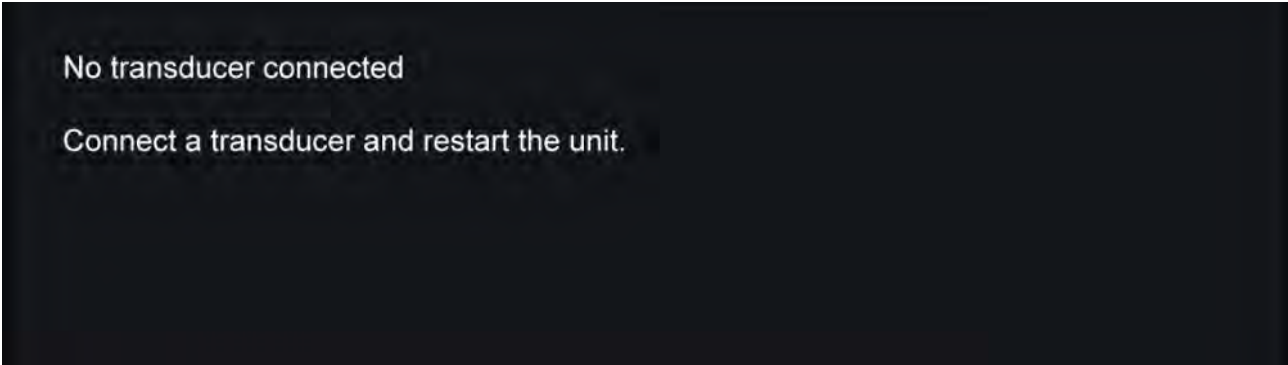 No transducer connected
Connect a transducer and restart the unit.